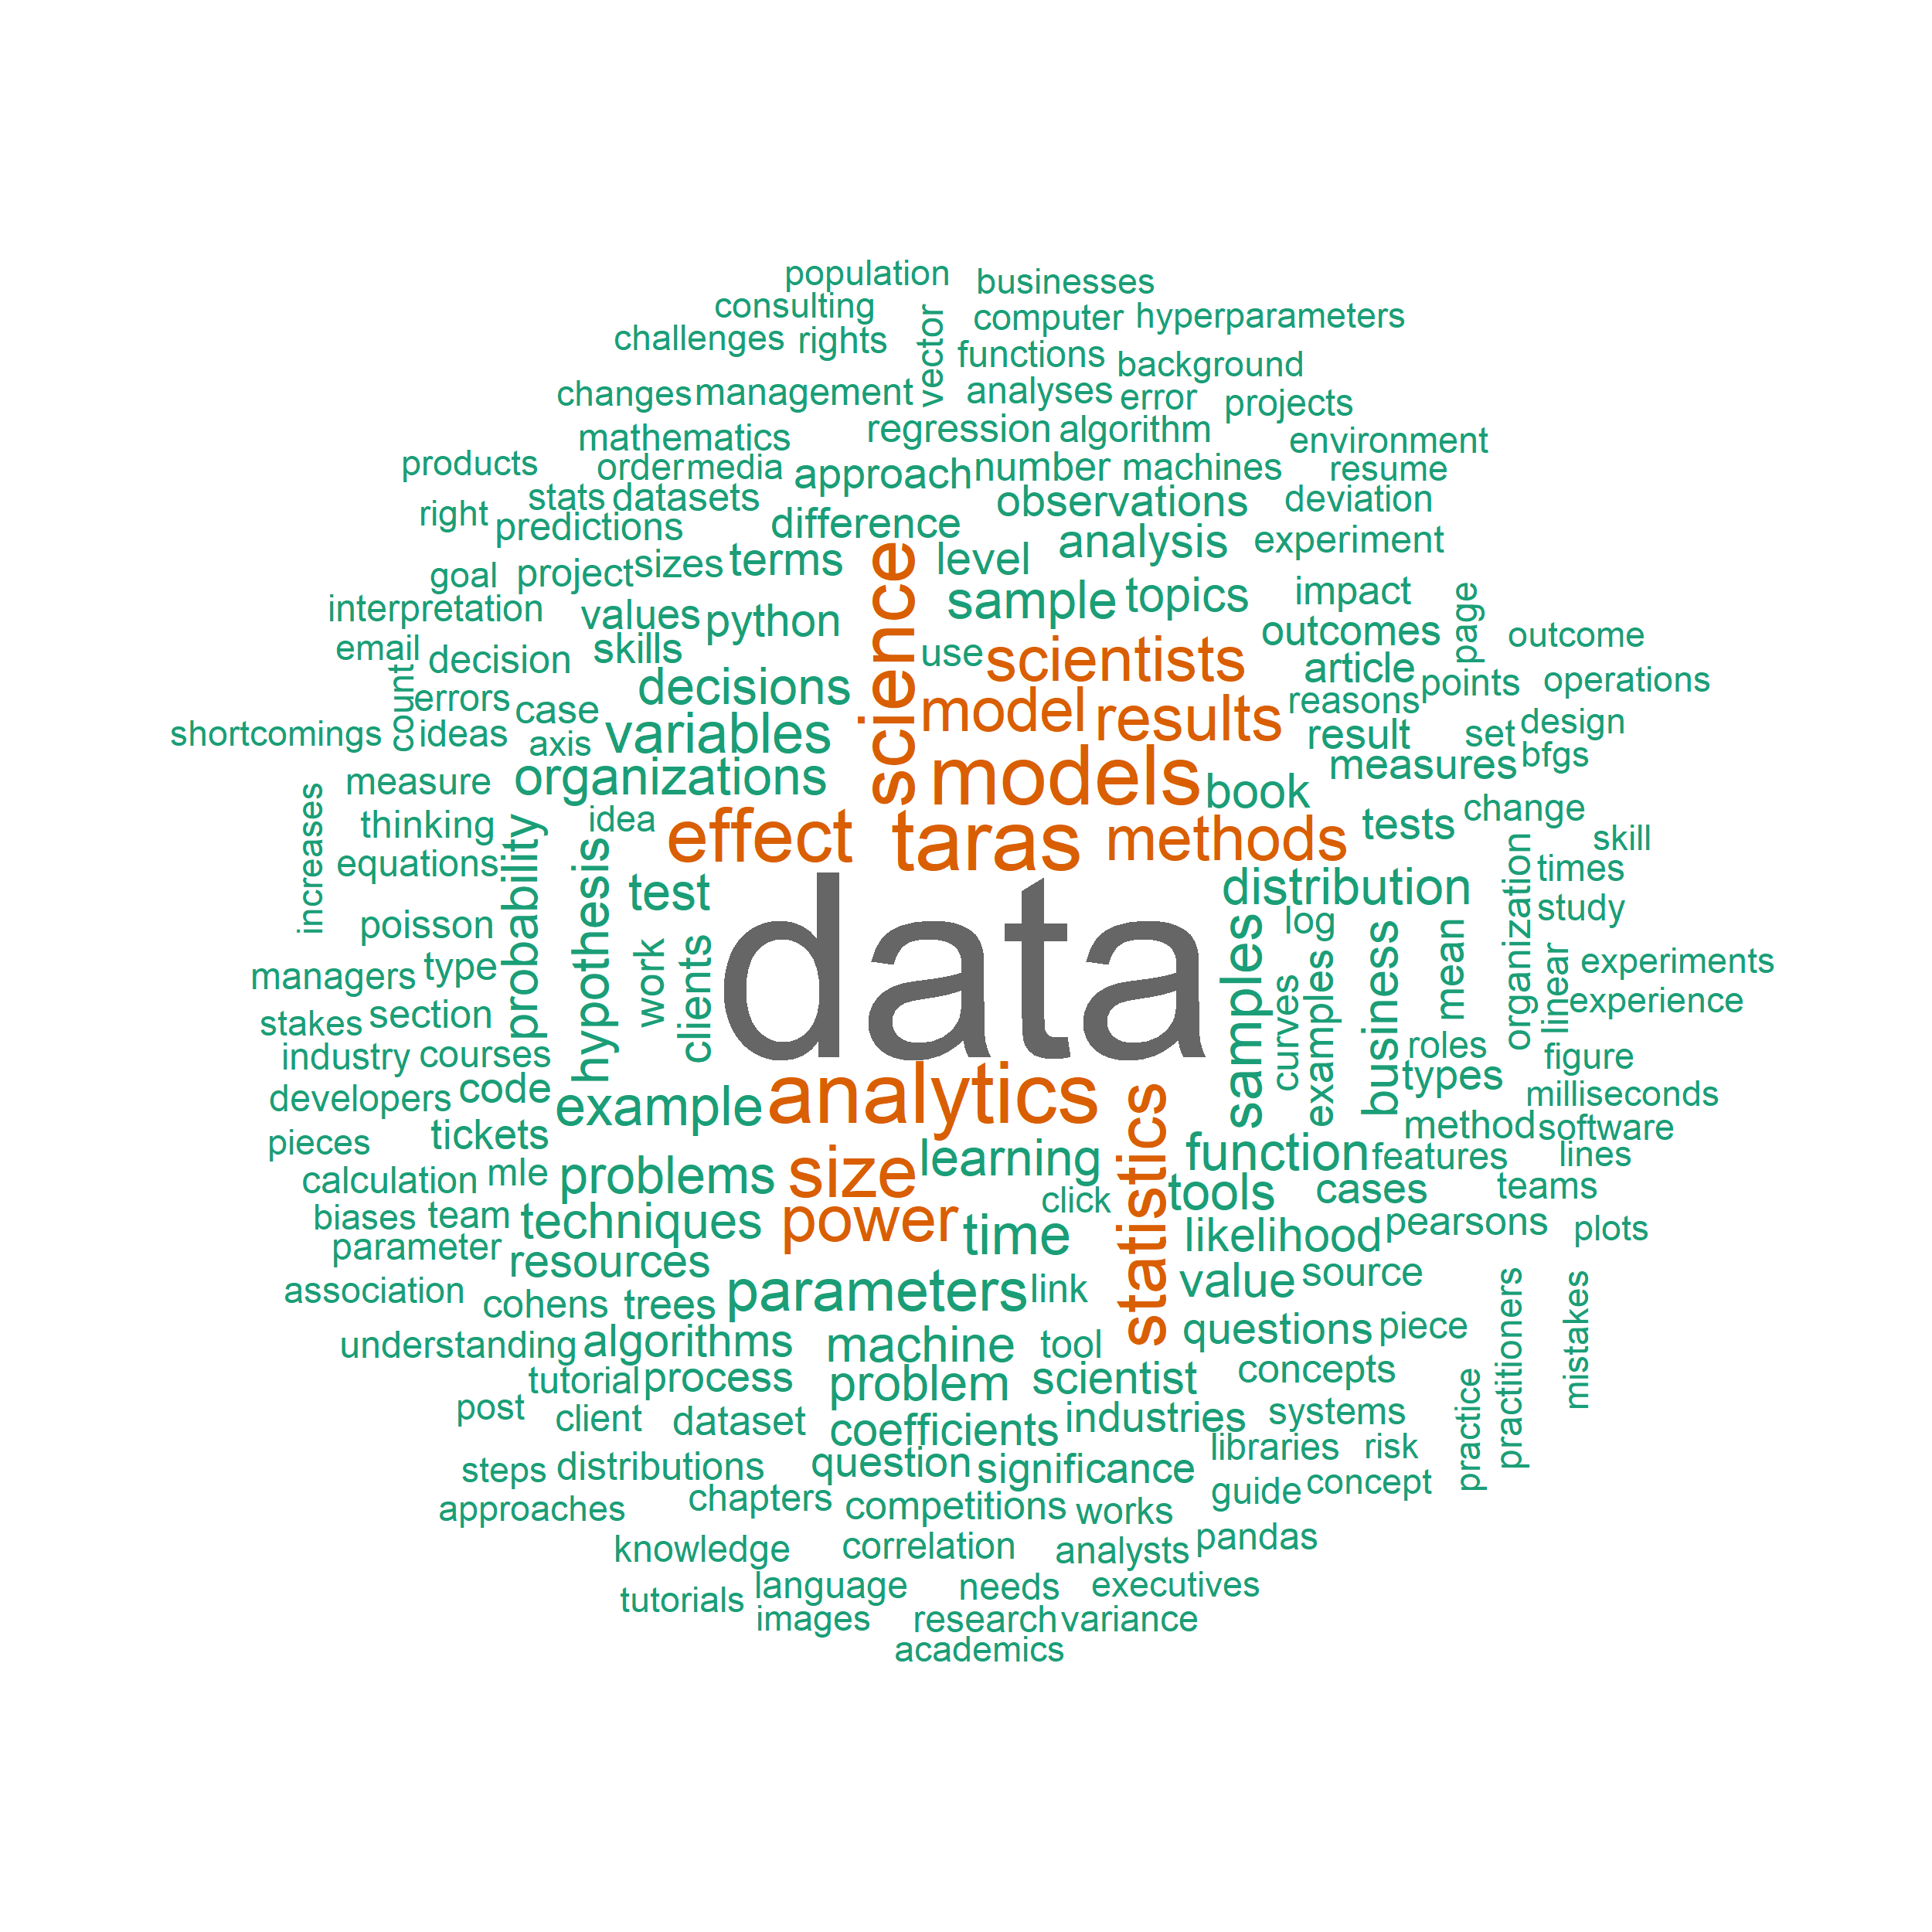 population
businesses
consulting
computer
hyperparameters
challenges
rights
vector
functions
background
changes
management
analyses
error
projects
mathematics
regression
algorithm
environment
products
order
media
approach
number
machines
resume
stats
datasets
observations
deviation
right
predictions
difference
analysis
experiment
goal
project
sizes
terms
science
level
interpretation
values
python
sample
topics
impact
page
email
decision
skills
use
scientists
outcomes
outcome
count
errors
case
decisions
model
results
article
reasons
points
operations
shortcomings
ideas
axis
variables
result
set
design
bfgs
measure
organizations
models
book
measures
increases
thinking
idea
effect
taras
methods
tests
change
skill
equations
probability
hypothesis
test
data
distribution
organization
times
study
poisson
work
clients
samples
log
business
mean
linear
managers
type
curves
examples
experiments
experience
stakes
section
industry
courses
roles
figure
developers
code
example
analytics
statistics
types
milliseconds
pieces
tickets
method
software
calculation
mle
problems
size
learning
function
features
lines
biases
team
techniques
power
click
tools
cases
teams
parameter
resources
time
likelihood
pearsons
plots
association
cohens
trees
parameters
link
value
source
practitioners
mistakes
understanding
algorithms
machine
tool
questions
piece
tutorial
process
problem
scientist
concepts
practice
post
client
dataset
coefficients
industries
systems
steps
distributions
question
significance
libraries
risk
approaches
chapters
competitions
works
guide
concept
knowledge
correlation
analysts
pandas
tutorials
language
needs
executives
images
research
variance
academics